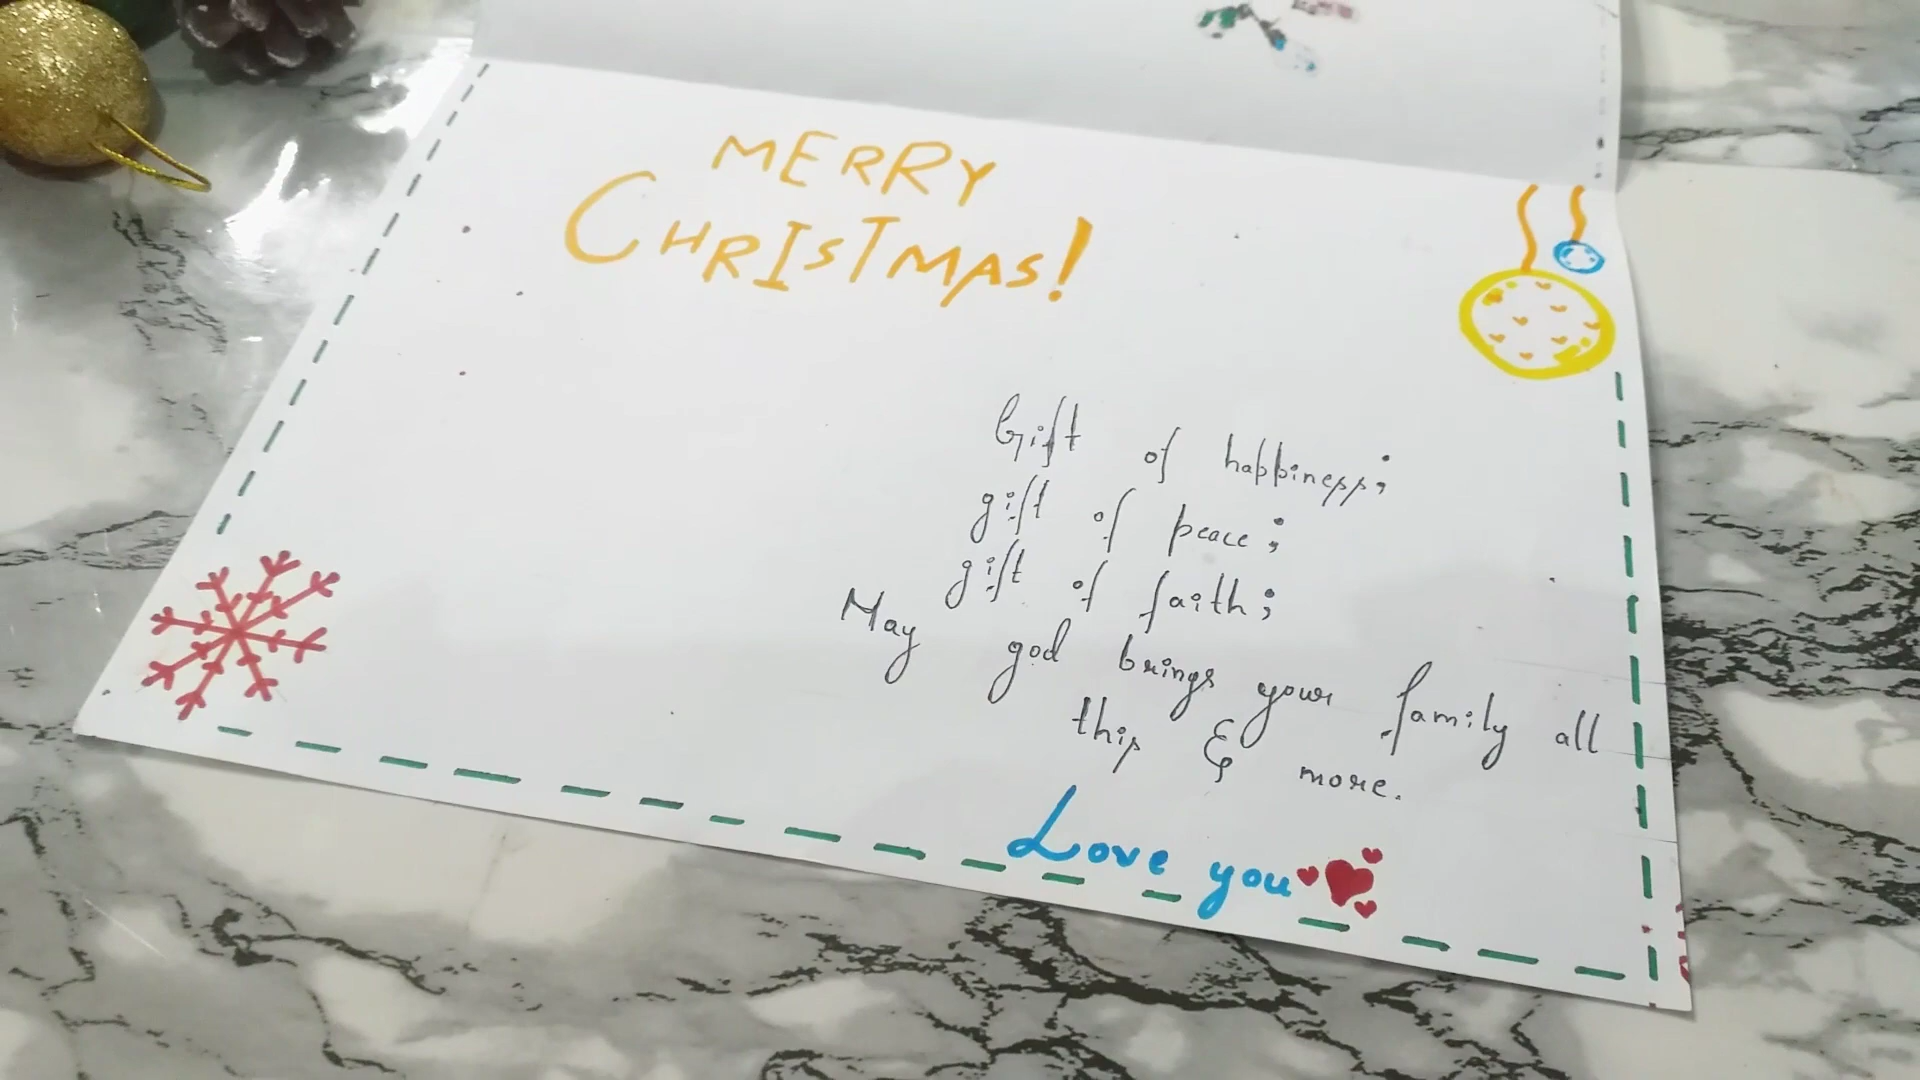 MERRY
CHRISTMAS!
Gift of happiness;
gift of peace;
gift of faith;
May god brings your family all
this & more.
Love you